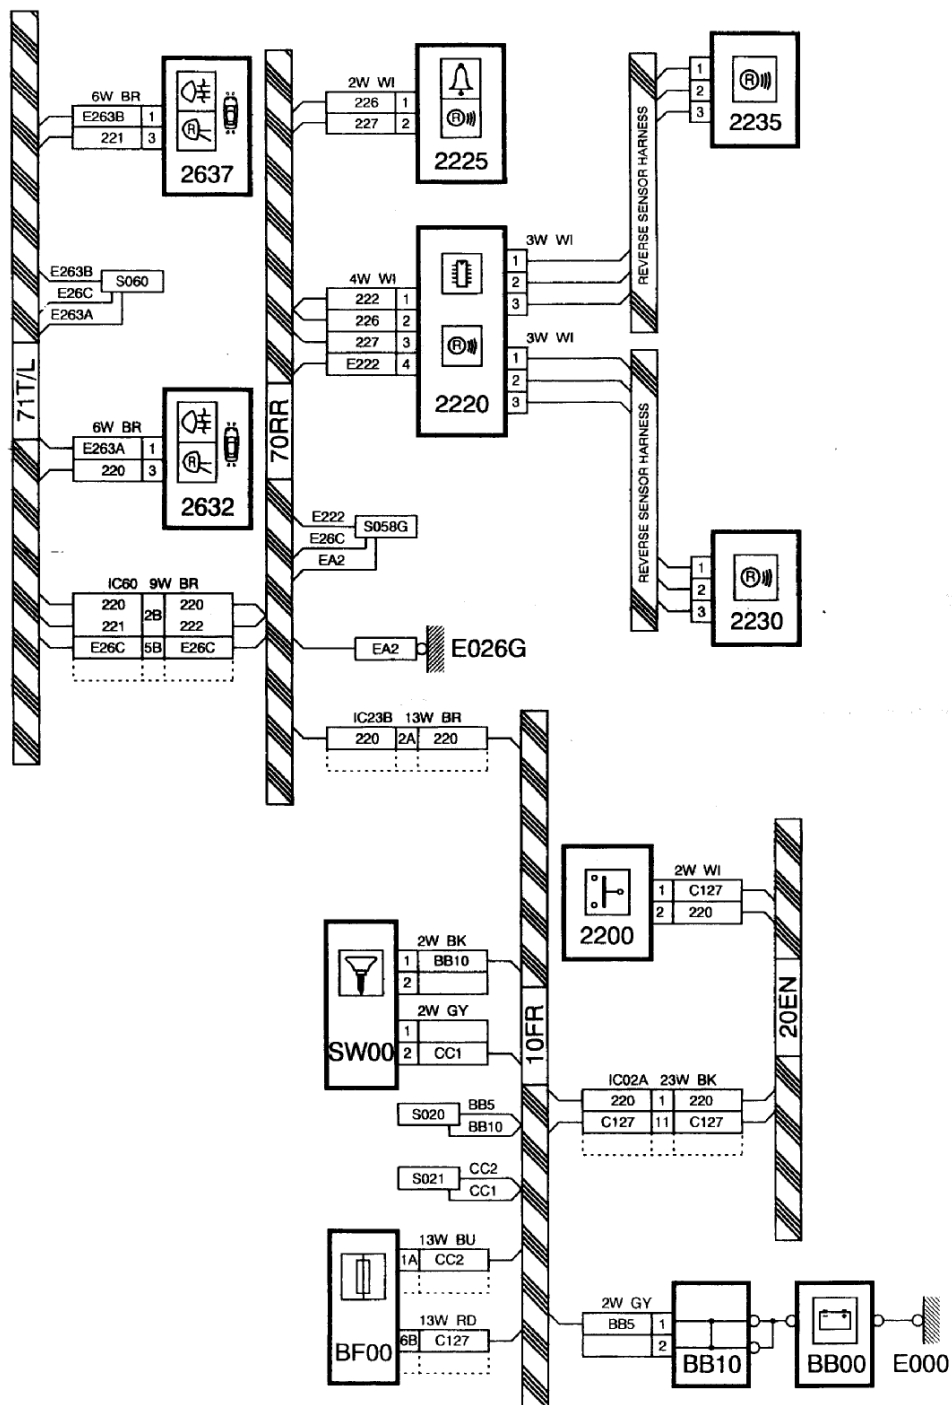 6W BR
E263B 1
221 3
2637
2W WI
226 1
227 2
2225
1
2
3
2235
REVERSE SENSOR HARNESS
E263B
E26C
E263A
S060
4W WI
222 1
226 2
227 3
E222 4
2220
3W WI
1
2
3
3W WI
1
2
3
71T/L
70RR
6W BR
E263A 1
220 3
2632
E222
E26C
EA2
S058G
REVERSE SENSOR HARNESS
1
2
3
2230
IC60 9W BR
220 2B 220
221 222
E26C 5B E26C
EA2 E026G
IC23B 13W BR
220 2A 220
2200
2W WI
1 C127
2 220
SW00
2W BK
1 BB10
2
2W GY
1
2 CC1
10FR
20EN
IC02A 23W BK
220 1 220
C127 11 C127
S020
BB5
BB10
S021
CC2
CC1
BF00
13W BU
1A CC2
13W RD
6B C127
2W GY
BB5 1
2
BB10
BB00
E000